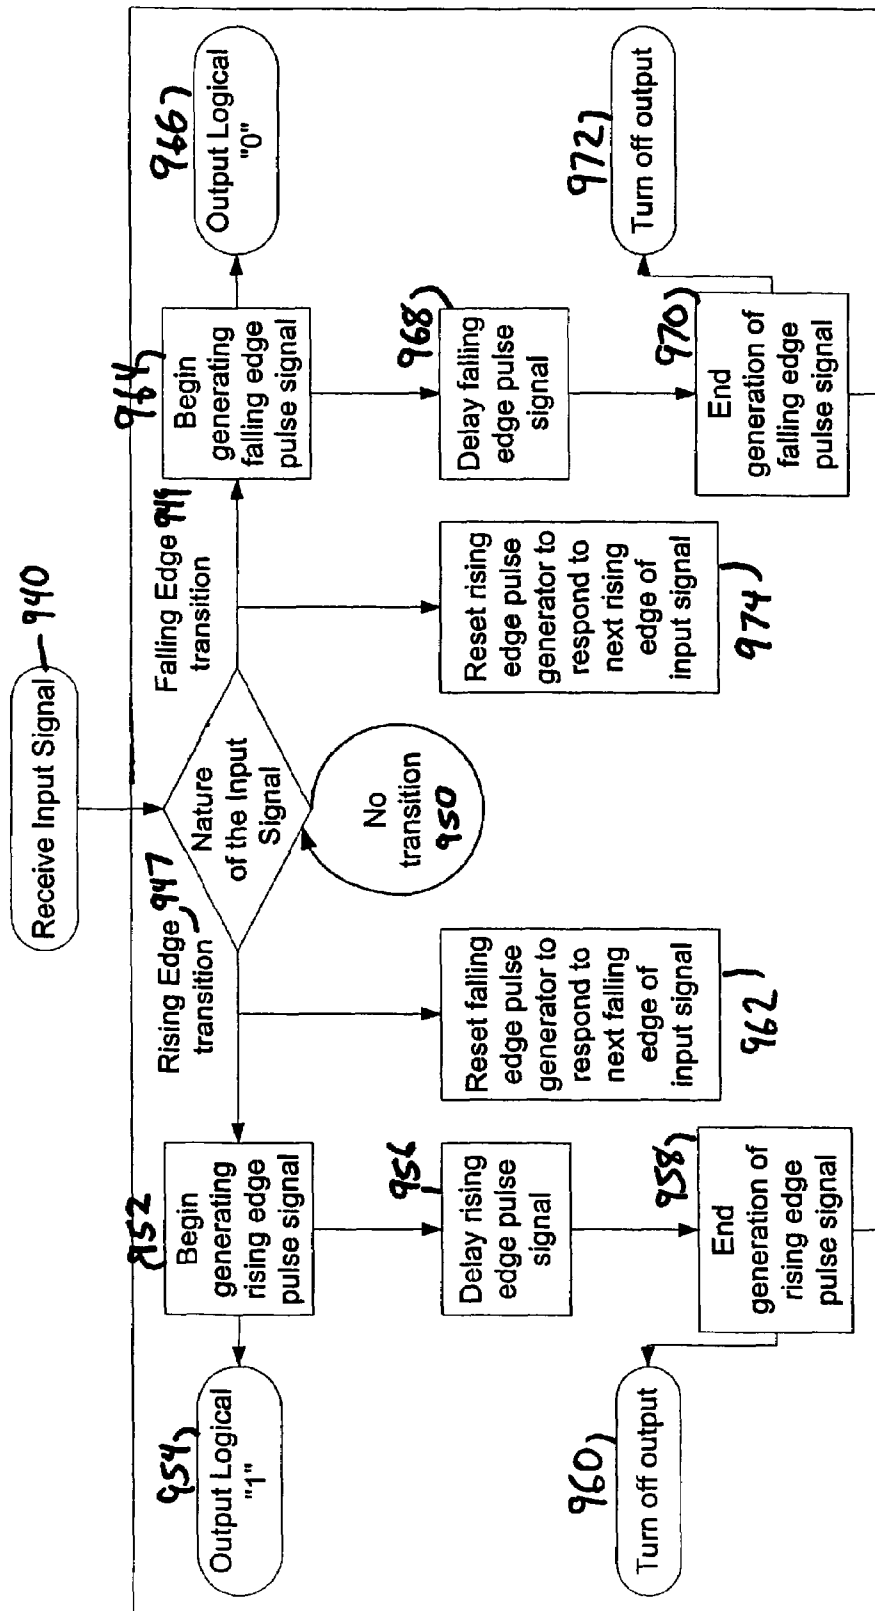 Receive Input Signal
940
Nature
of the Input
Signal
Rising Edge
transition
947
Falling Edge
transition
949
No
transition
950
952
Begin
generating
rising edge
pulse signal
954
Output Logical
"1"
956
Delay rising
edge pulse
signal
958
End
generation of
rising edge
pulse signal
960
Turn off output
Reset falling
edge pulse
generator to
respond to
next falling
edge of
input signal
962
964
Begin
generating
falling edge
pulse signal
966
Output Logical
"0"
968
Delay falling
edge pulse
signal
970
End
generation of
falling edge
pulse signal
972
Turn off output
Reset rising
edge pulse
generator to
respond to
next rising
edge of
input signal
974